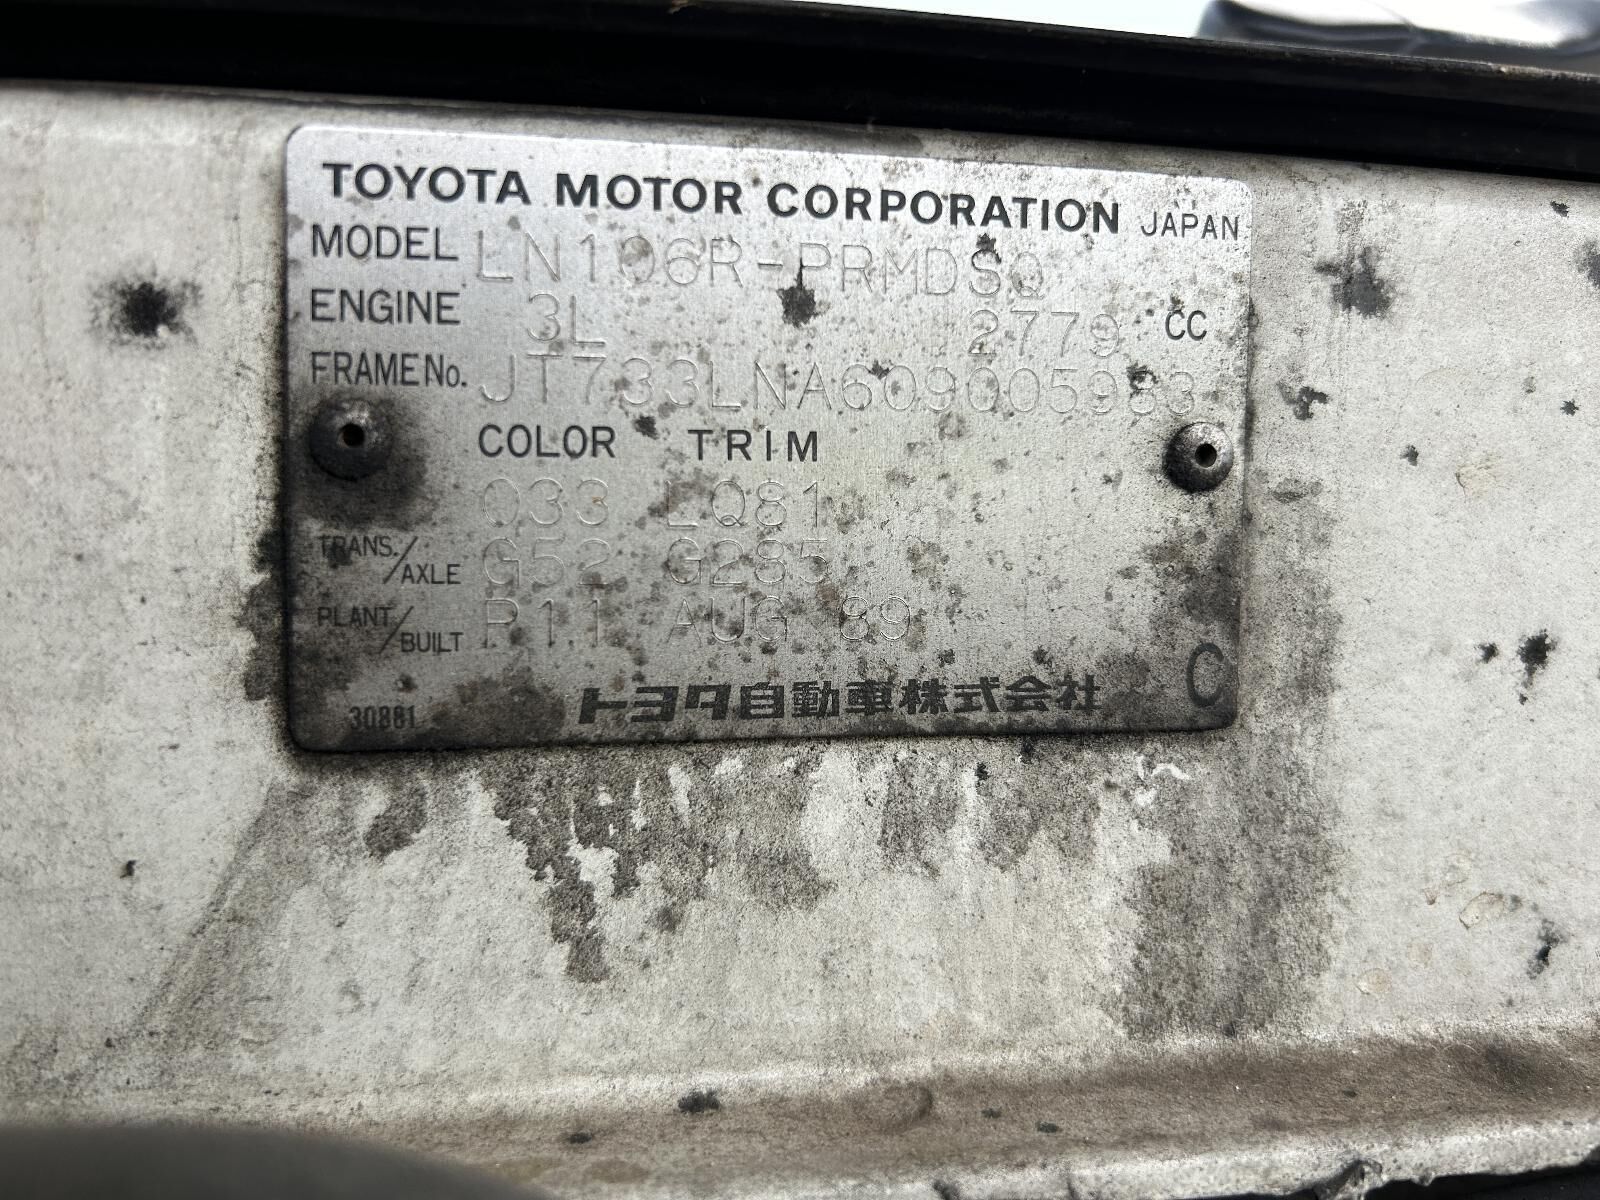 TOYOTA MOTOR CORPORATION JAPAN
MODEL LN106R-PRMDSQ
ENGINE 3L 2779 CC
FRAME No. JT733LNA609005983
COLOR TRIM
033 LQ81
TRANS./AXLE G52 G285
PLANT/BUILT P11 AUG 89
トヨタ自動車株式会社 C
30881